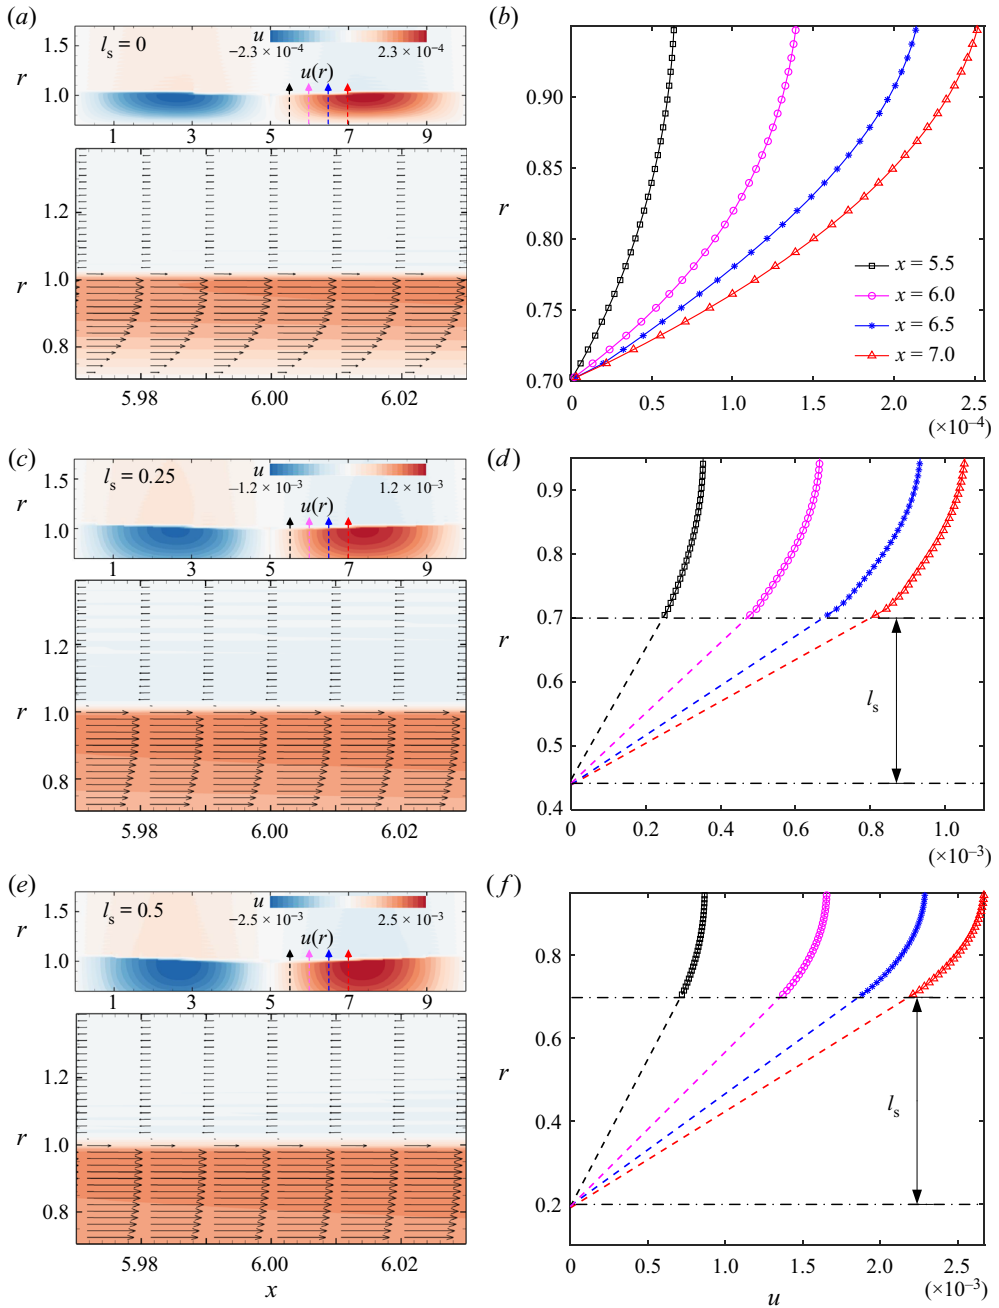 (a)
r
1.5
1.0
l_s = 0
u
−2.3 × 10⁻⁴
2.3 × 10⁻⁴
u(r)
1
3
5
7
9
r
1.2
1.0
0.8
5.98
6.00
6.02
(b)
r
0.90
0.85
0.80
0.75
0.70
x = 5.5
x = 6.0
x = 6.5
x = 7.0
0
0.5
1.0
1.5
2.0
2.5
(×10⁻⁴)
(c)
r
1.5
1.0
l_s = 0.25
u
−1.2 × 10⁻³
1.2 × 10⁻³
u(r)
1
3
5
7
9
r
1.2
1.0
0.8
5.98
6.00
6.02
(d)
r
0.9
0.8
0.7
0.6
0.5
0.4
l_s
0
0.2
0.4
0.6
0.8
1.0
(×10⁻³)
(e)
r
1.5
1.0
l_s = 0.5
u
−2.5 × 10⁻³
2.5 × 10⁻³
u(r)
1
3
5
7
9
r
1.2
1.0
0.8
5.98
6.00
6.02
x
(f)
r
0.8
0.6
0.4
0.2
l_s
0
0.5
1.0
1.5
2.0
2.5
(×10⁻³)
u